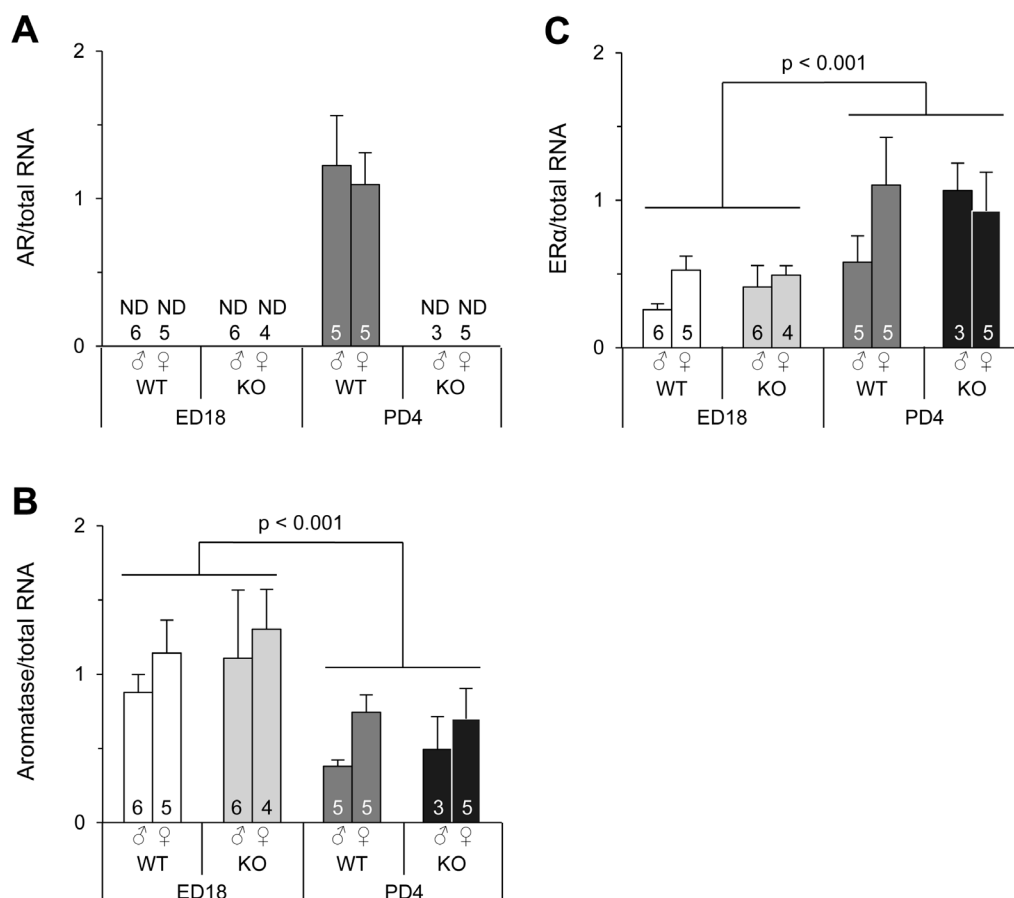 A
2
1
0
AR/total RNA
ND ND ND ND ND ND
6 5 6 4 5 5 3 5
♂ ♀ ♂ ♀ ♂ ♀ ♂ ♀
WT KO WT KO
ED18 PD4
B
2
1
0
Aromatase/total RNA
p < 0.001
6 5 6 4 5 5 3 5
♂ ♀ ♂ ♀ ♂ ♀ ♂ ♀
WT KO WT KO
ED18 PD4
C
2
1
0
ERα/total RNA
p < 0.001
6 5 6 4 5 5 3 5
♂ ♀ ♂ ♀ ♂ ♀ ♂ ♀
WT KO WT KO
ED18 PD4